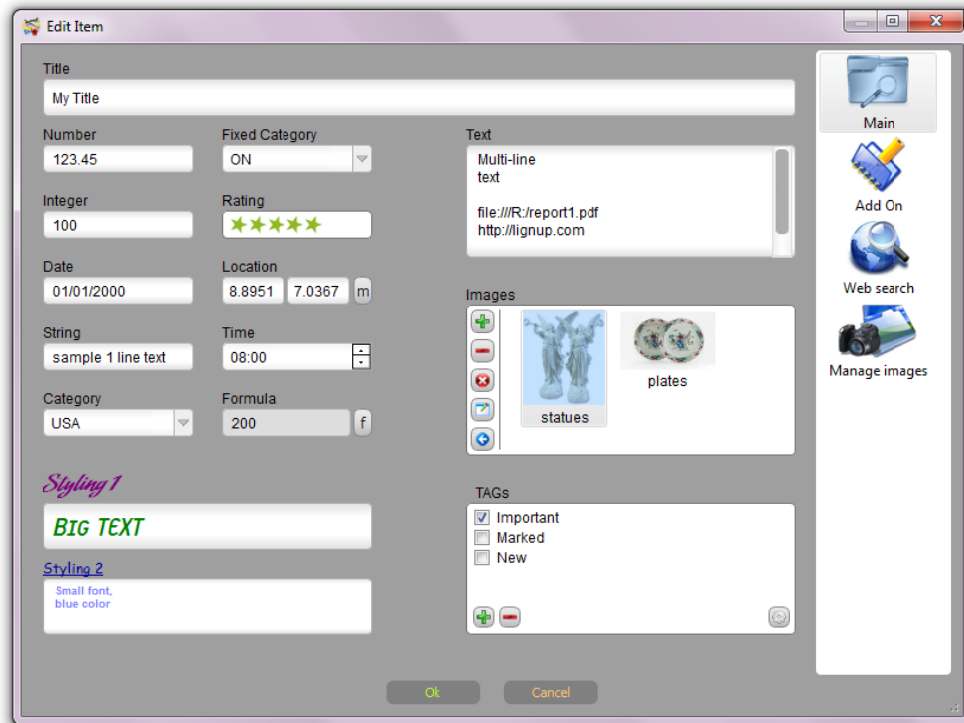 Edit Item
Title
My Title
Number
Fixed Category
123.45
ON
Integer
Rating
100
Date
Location
01/01/2000
8.8951
7.0367
m
String
Time
sample 1 line text
08:00
Category
Formula
USA
200
f
Styling 1
BIG TEXT
Styling 2
Small font,
blue color
Text
Multi-line
text
file:///R:/report1.pdf
http://lignup.com
Images
statues
plates
TAGs
Important
Marked
New
Main
Add On
Web search
Manage images
Ok
Cancel